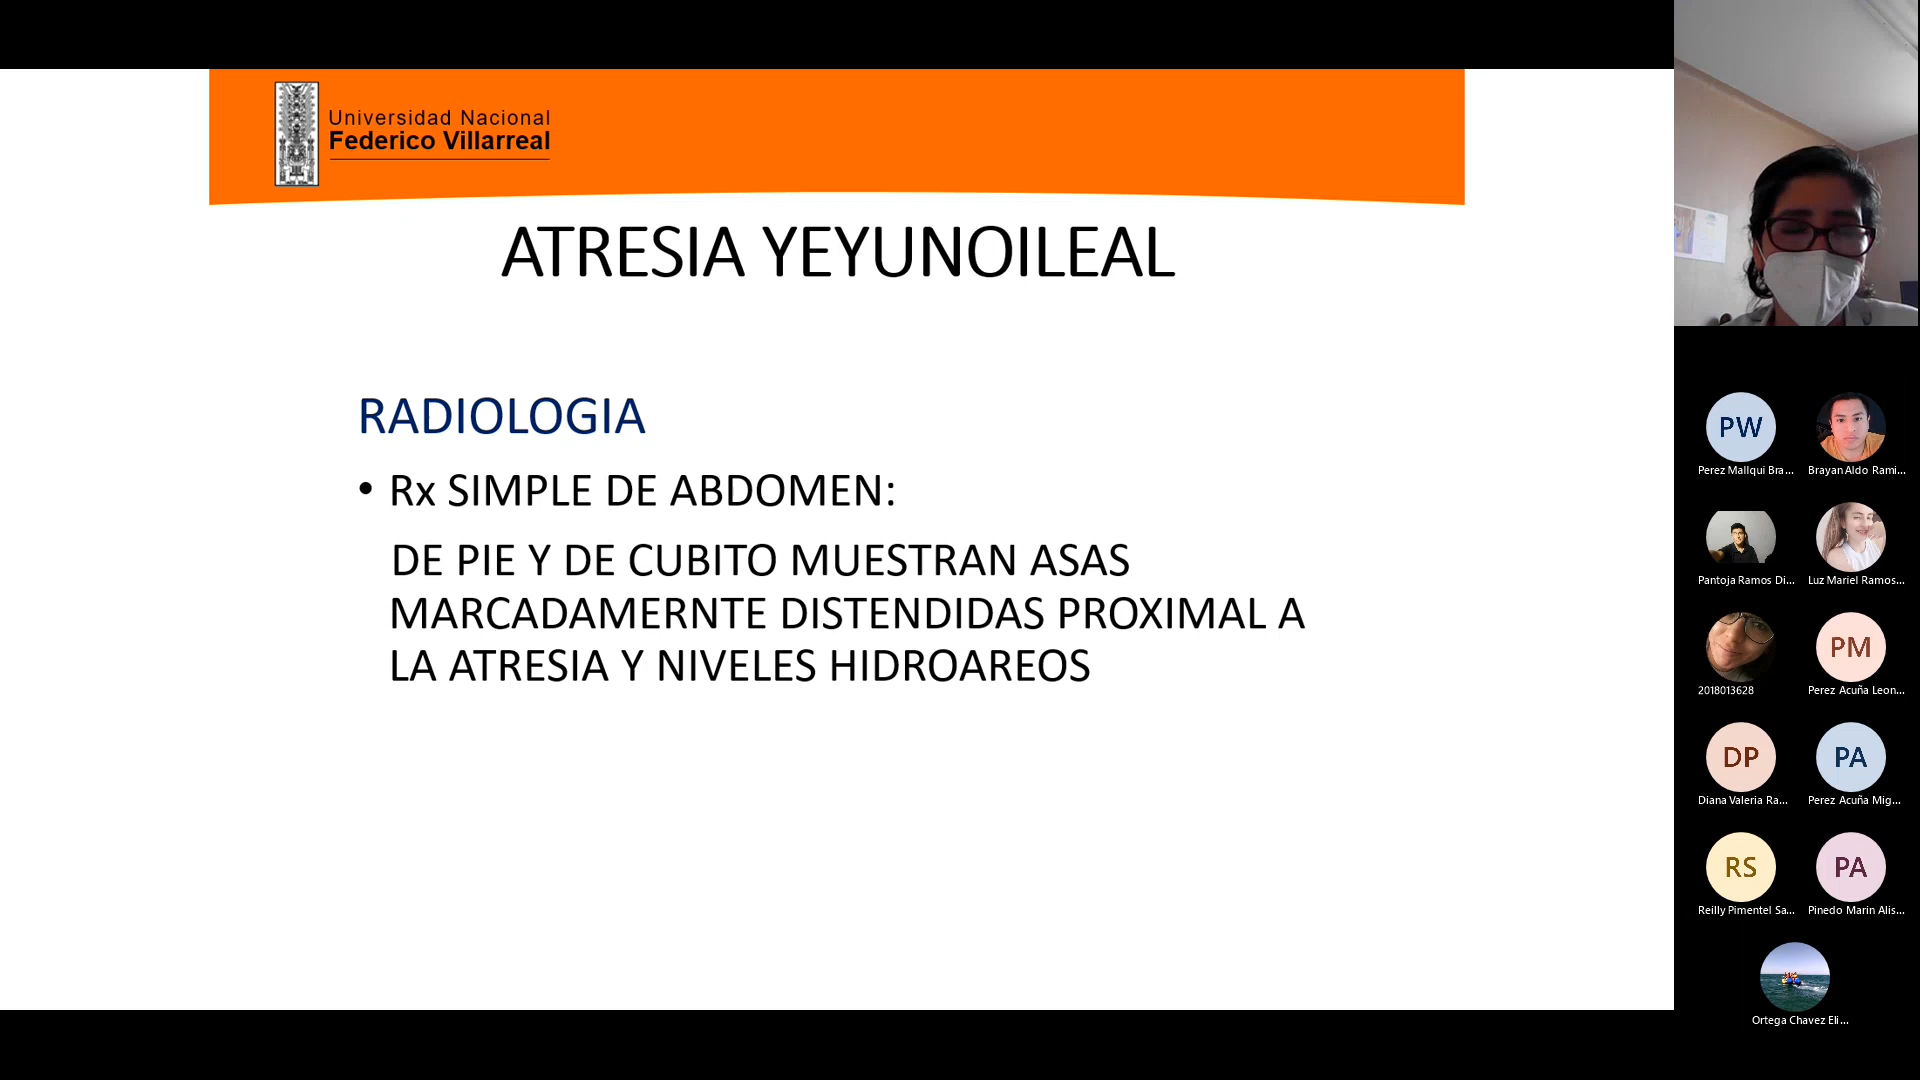 Universidad Nacional
Federico Villarreal
ATRESIA YEYUNOILEAL
RADIOLOGIA
• Rx SIMPLE DE ABDOMEN:
DE PIE Y DE CUBITO MUESTRAN ASAS
MARCADAMERNTE DISTENDIDAS PROXIMAL A
LA ATRESIA Y NIVELES HIDROAREOS
PW
Perez Mallqui Bra...
Brayan Aldo Rami...
Pantoja Ramos Di...
Luz Mariel Ramos...
2018013628
PM
Perez Acuña Leon...
DP
Diana Valeria Ra...
PA
Perez Acuña Mig...
RS
Reilly Pimentel Sa...
PA
Pinedo Marin Alis...
Ortega Chavez Eli...